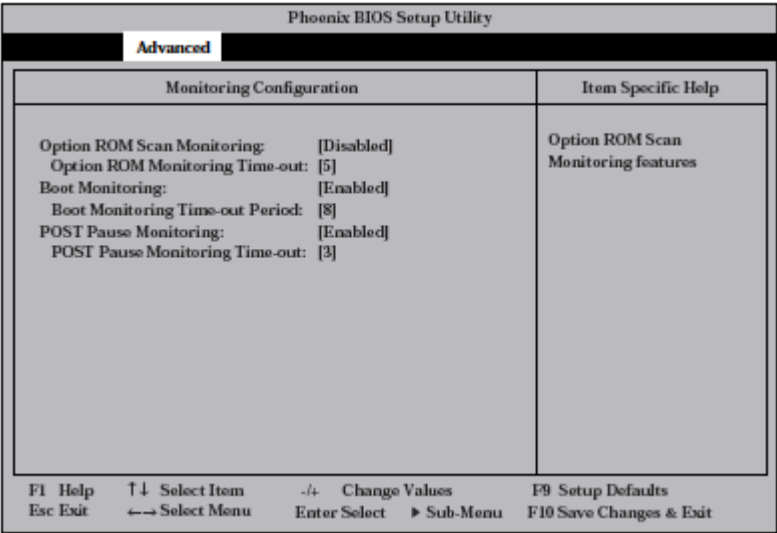 Phoenix BIOS Setup Utility
Advanced
Monitoring Configuration
Item Specific Help
Option ROM Scan Monitoring: [Disabled]
Option ROM Monitoring Time-out: [5]
Boot Monitoring: [Enabled]
Boot Monitoring Time-out Period: [8]
POST Pause Monitoring: [Enabled]
POST Pause Monitoring Time-out: [3]
Option ROM Scan
Monitoring features
F1 Help ↑↓ Select Item -/+ Change Values F9 Setup Defaults
Esc Exit ←→ Select Menu Enter Select ▶ Sub-Menu F10 Save Changes & Exit